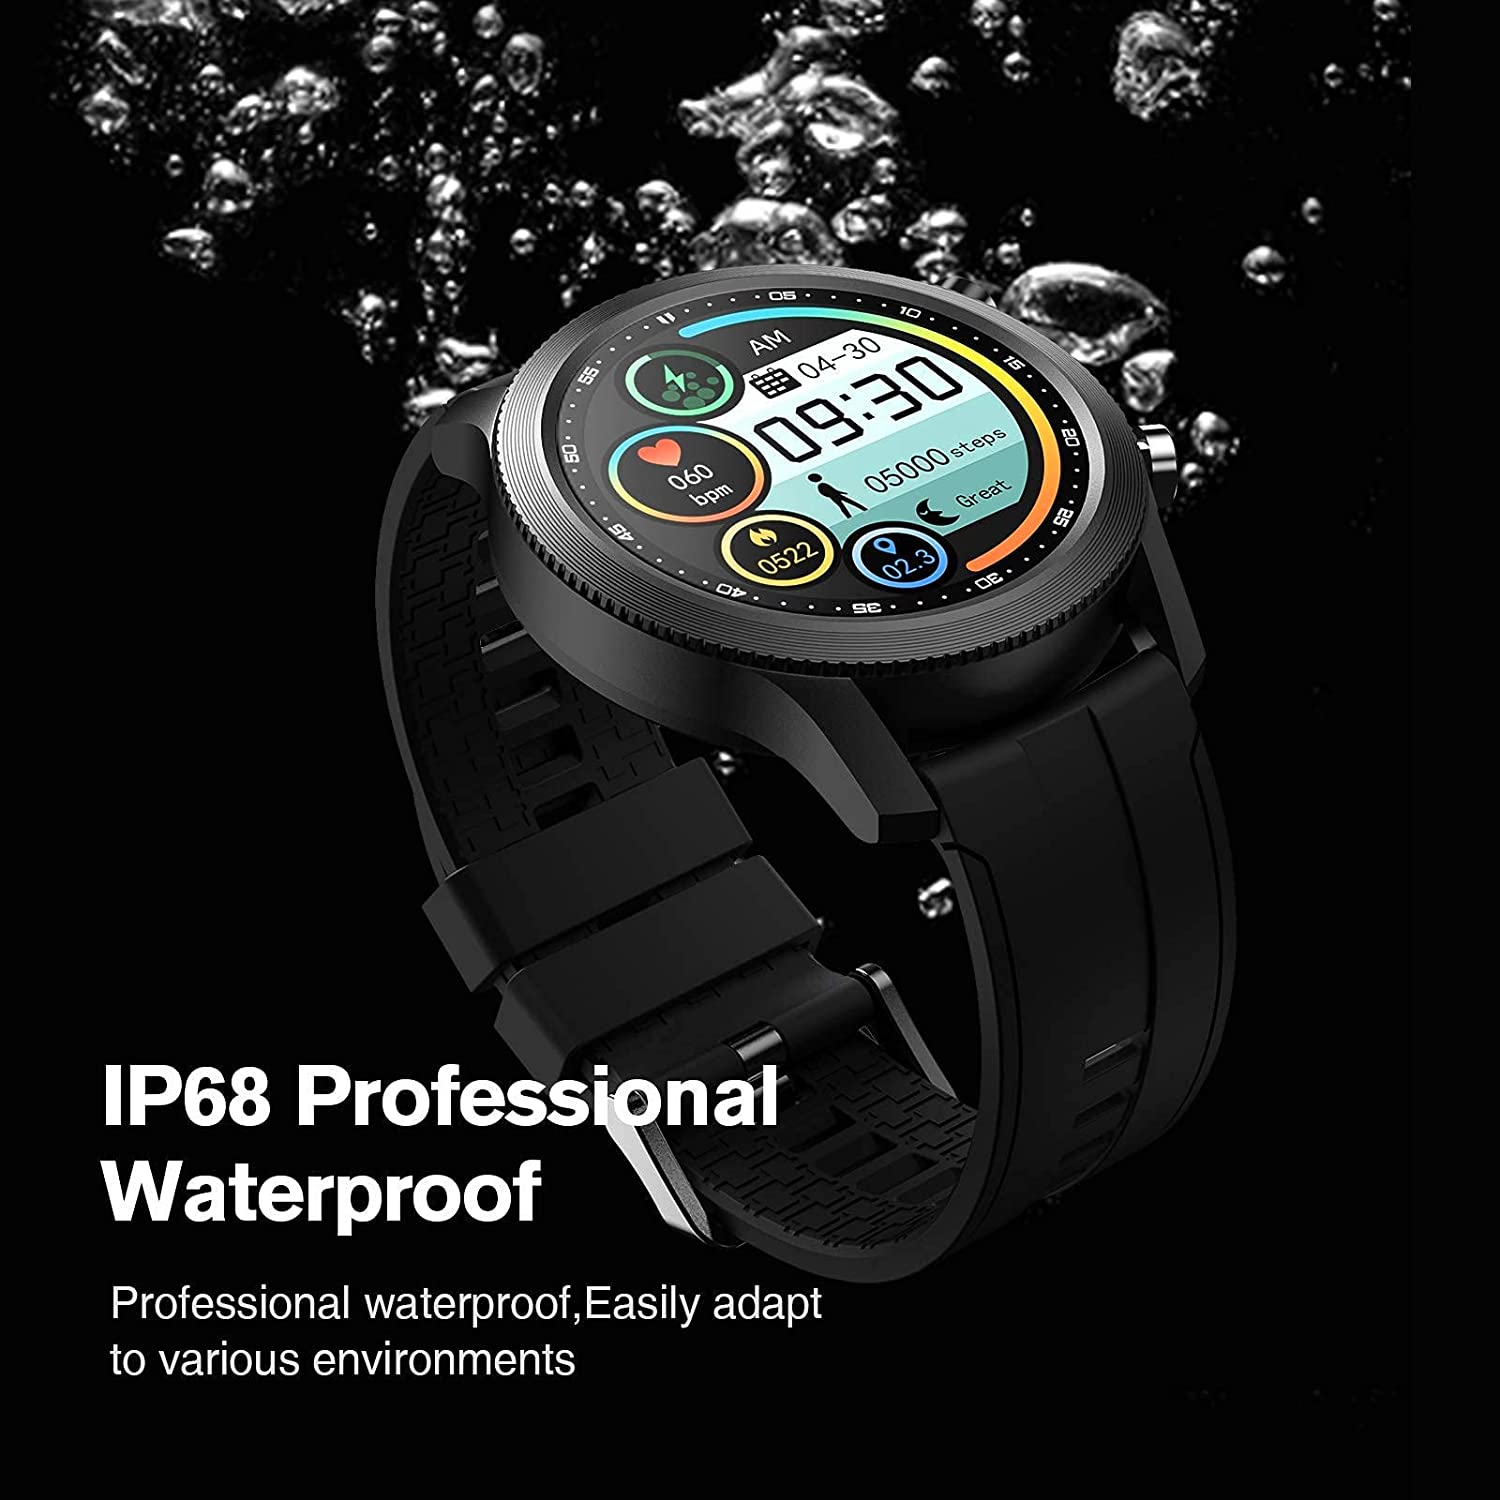 05
10
15
20
25
30
35
40
45
50
55
AM
04-30
09:30
05000 steps
Great
060
bpm
0522
02.3
IP68 Professional
Waterproof
Professional waterproof,Easily adapt
to various environments